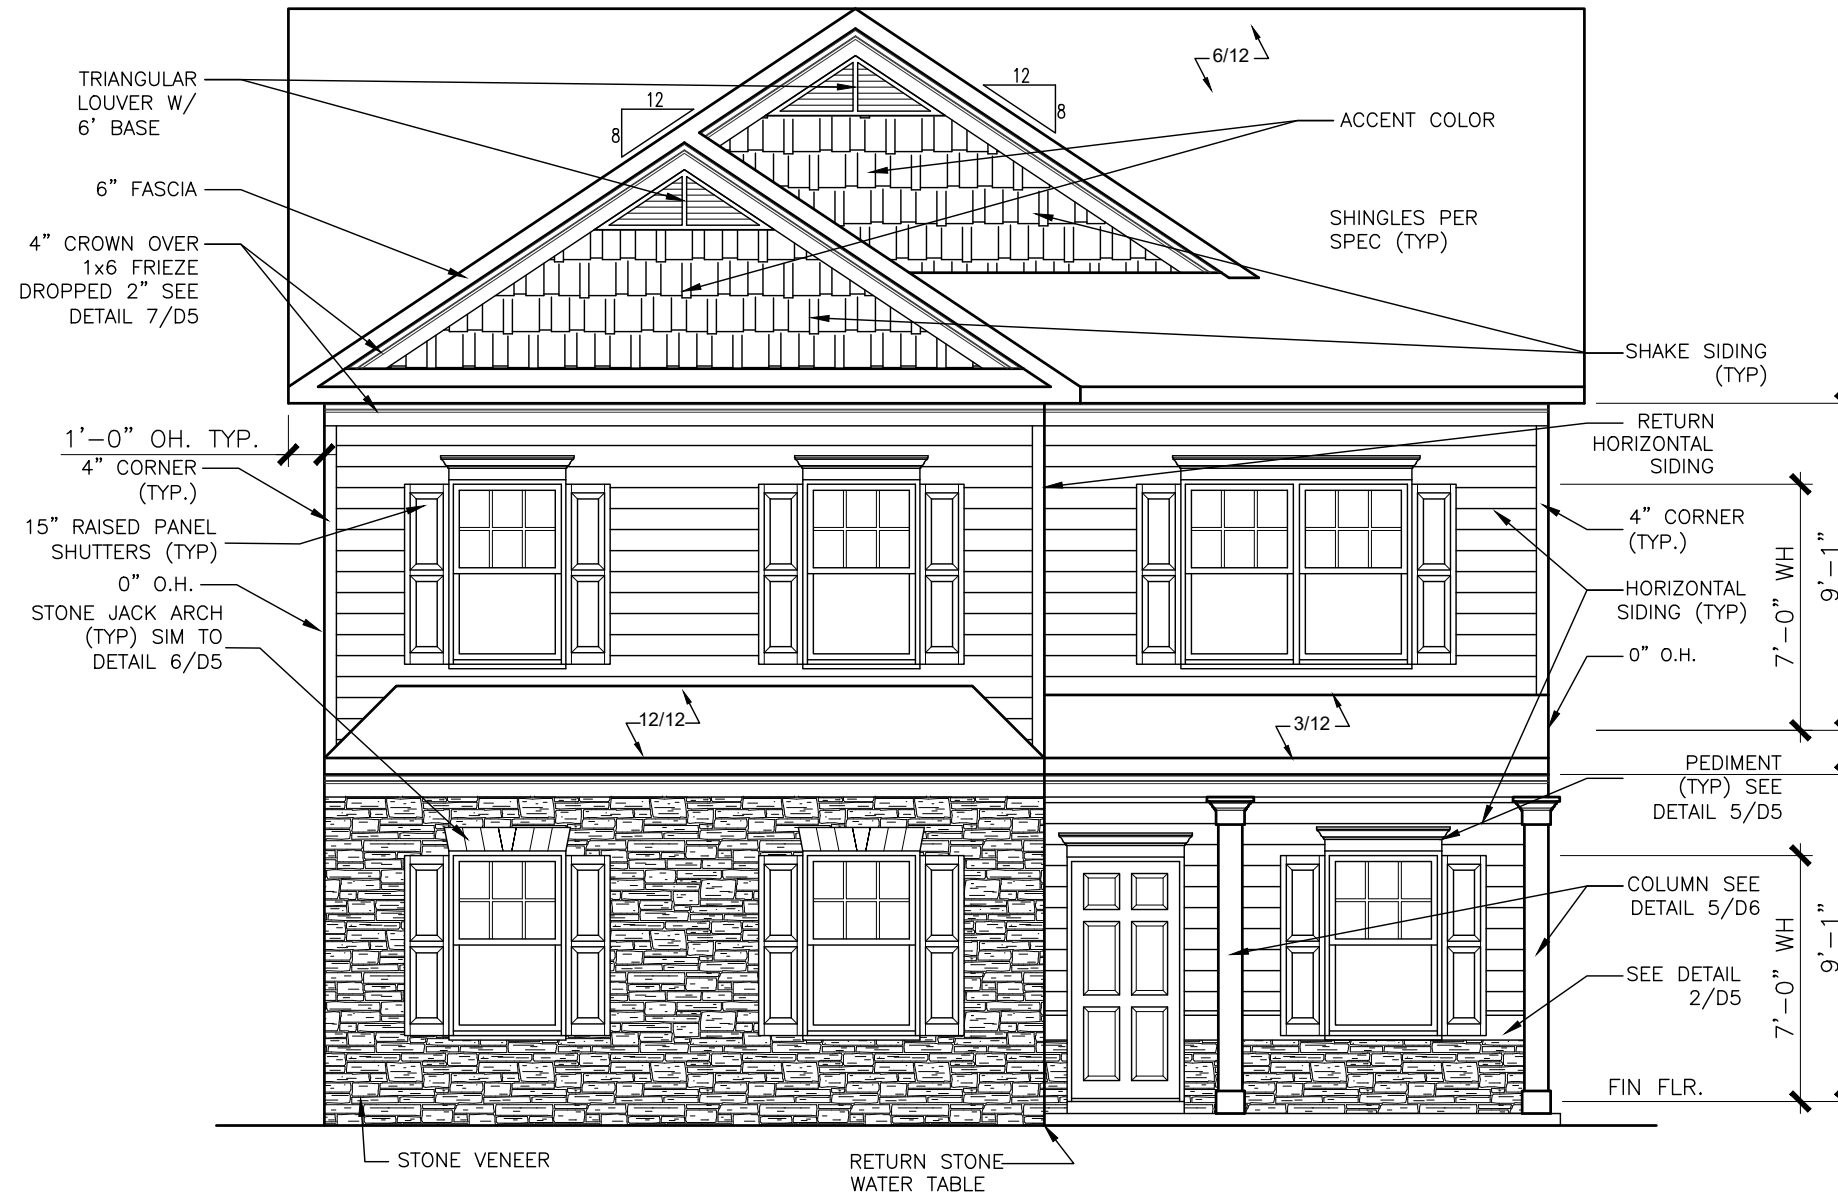 TRIANGULAR
LOUVER W/
6' BASE
6" FASCIA
4" CROWN OVER
1x6 FRIEZE
DROPPED 2" SEE
DETAIL 7/D5
1'-0" OH. TYP.
4" CORNER
(TYP.)
15" RAISED PANEL
SHUTTERS (TYP)
0" O.H.
STONE JACK ARCH
(TYP) SIM TO
DETAIL 6/D5
12
8
12
8
6/12
ACCENT COLOR
SHINGLES PER
SPEC (TYP)
SHAKE SIDING
(TYP)
RETURN
HORIZONTAL
SIDING
4" CORNER
(TYP.)
HORIZONTAL
SIDING (TYP)
0" O.H.
7'-0" WH
9'-1"
12/12
3/12
PEDIMENT
(TYP) SEE
DETAIL 5/D5
COLUMN SEE
DETAIL 5/D6
SEE DETAIL
2/D5
7'-0" WH
9'-1"
FIN FLR.
STONE VENEER
RETURN STONE
WATER TABLE